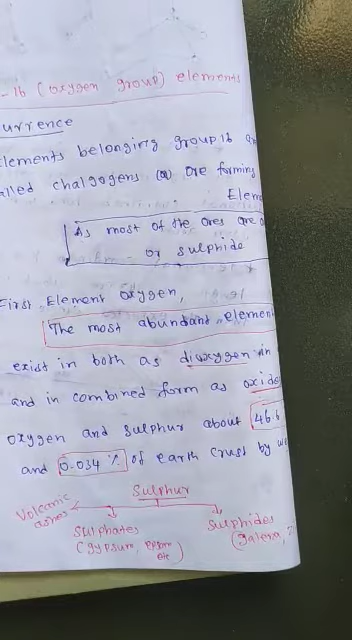 -16 (oxygen group) elements
urrence
elements belonging group 16 a
alled chalgogens (or) ore forming
Elem
As most of the ores are o
or sulphide
First Element oxygen,
The most abundant element
exist in both as dioxygen in
and in combined form as oxide
oxygen and sulphur about 46.6
and 0.034 % of earth crust by w
Sulphur
Volcanic ashes
sulphates
(gypsum, epsom etc)
sulphides
(galena,